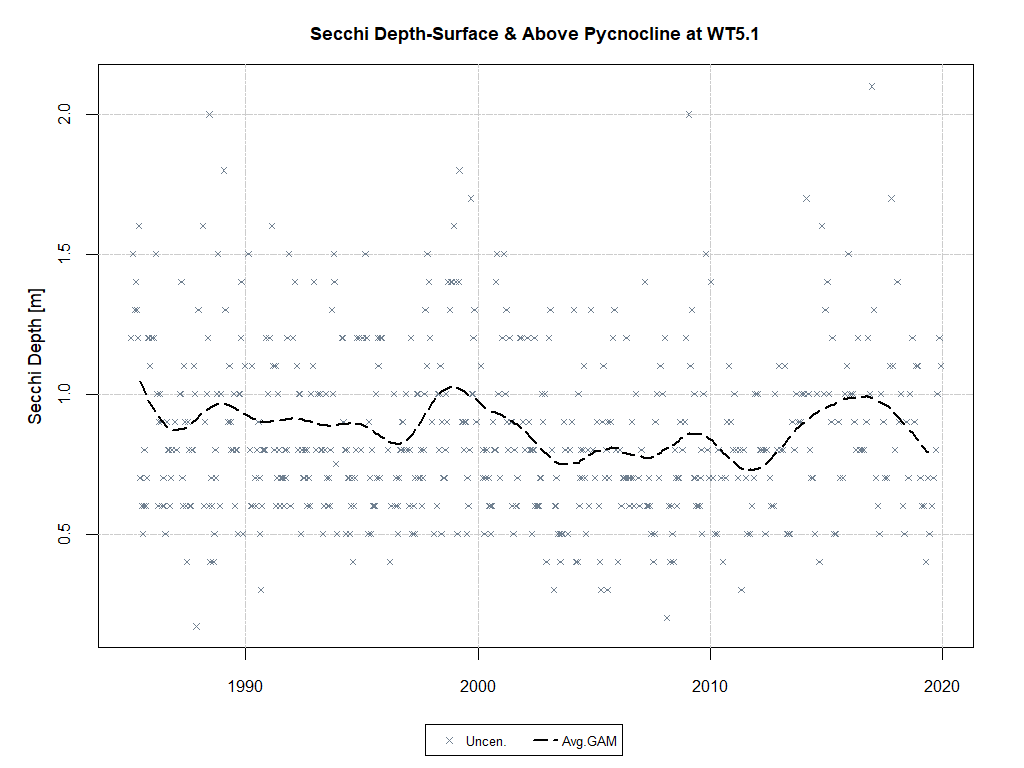 Secchi Depth-Surface & Above Pycnocline at WT5.1
Secchi Depth [m]
2.0
1.5
1.0
0.5
1990
2000
2010
2020
Uncen.
Avg.GAM